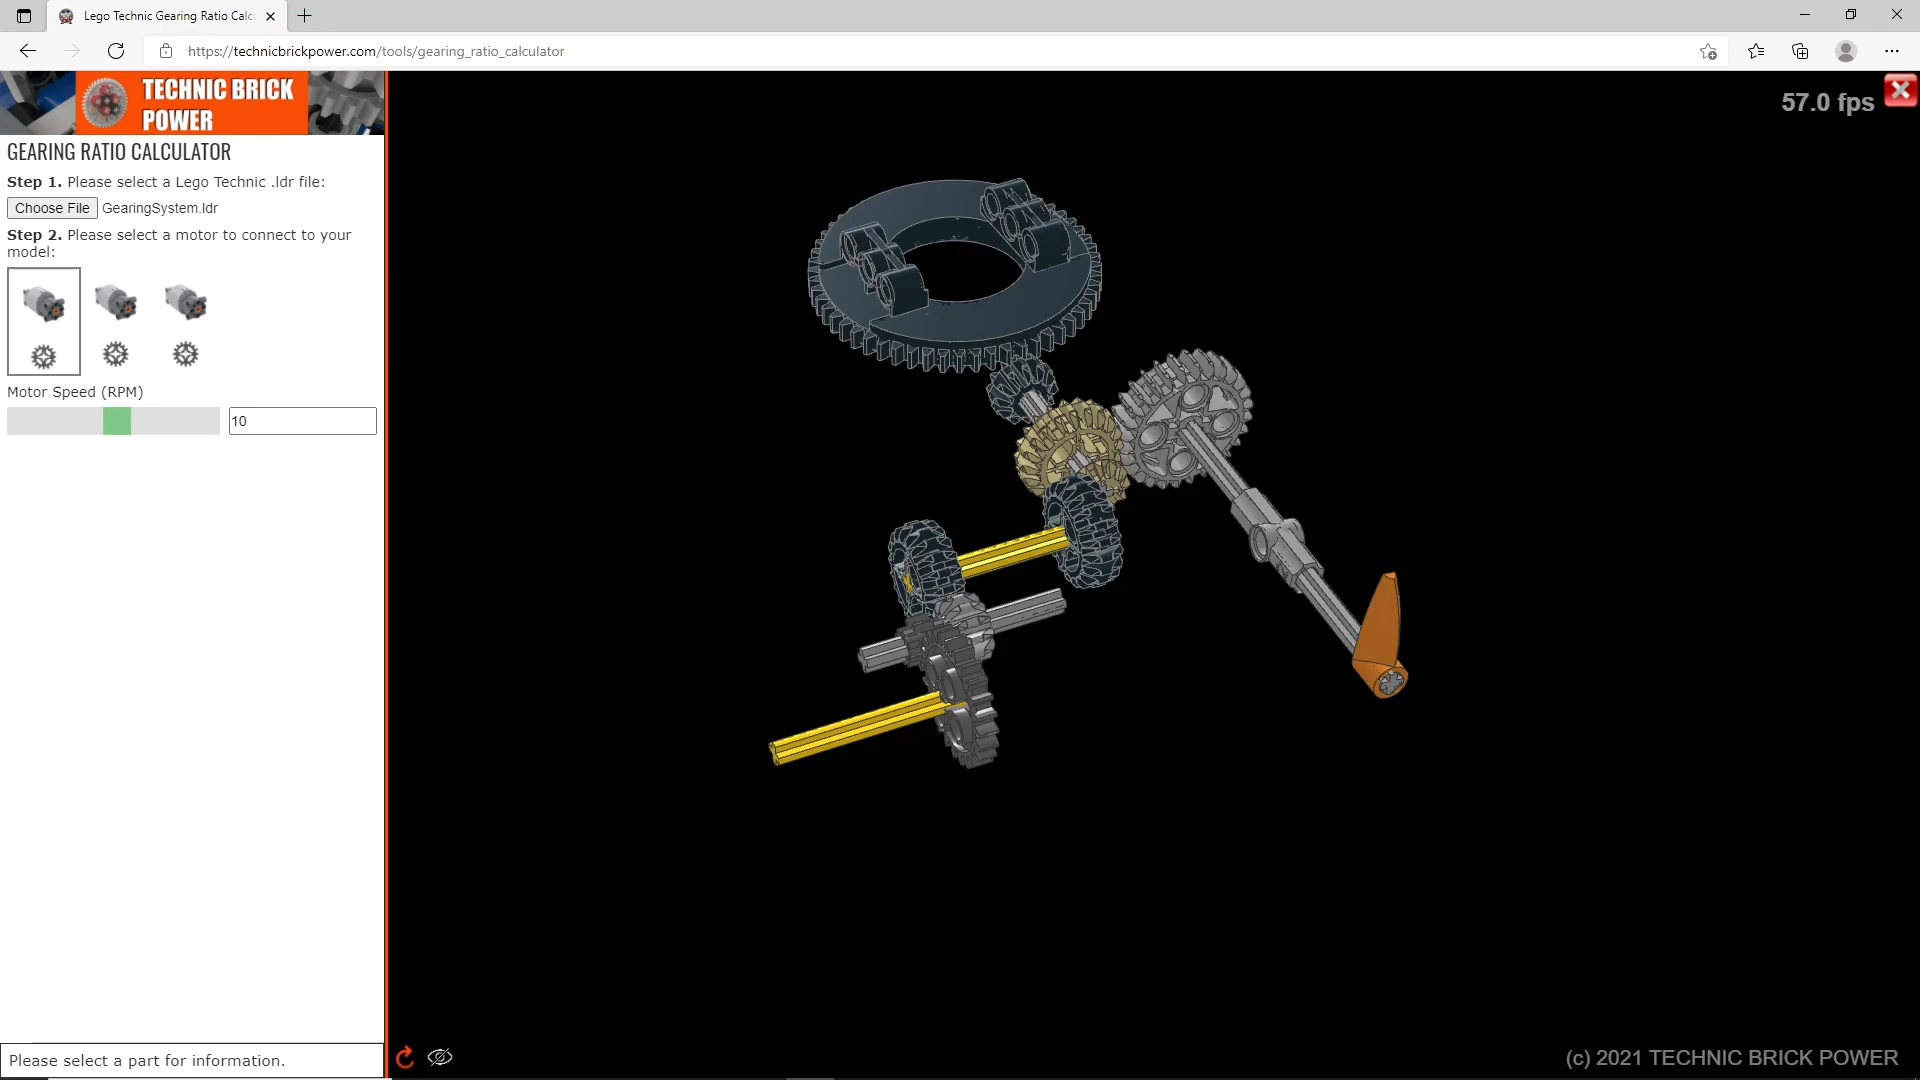 Lego Technic Gearing Ratio Calc
https://technicbrickpower.com/tools/gearing_ratio_calculator
TECHNIC BRICK
POWER
57.0 fps
GEARING RATIO CALCULATOR
Step 1. Please select a Lego Technic .ldr file:
Choose File GearingSystem.ldr
Step 2. Please select a motor to connect to your
model:
Motor Speed (RPM)
10
Please select a part for information.
(c) 2021 TECHNIC BRICK POWER